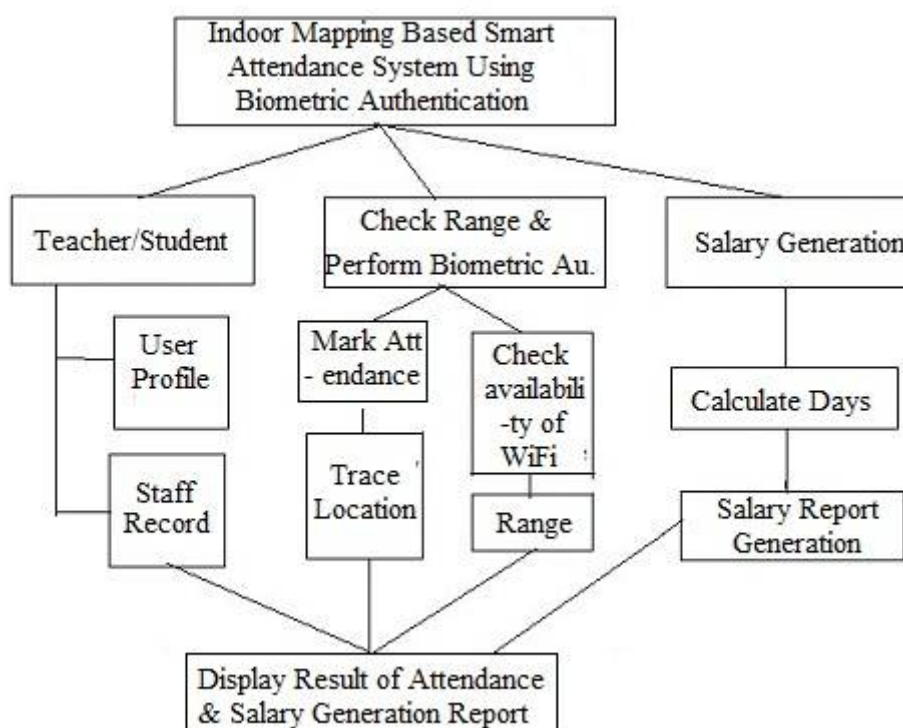 Indoor Mapping Based Smart
Attendance System Using
Biometric Authentication
Teacher/Student
Check Range &
Perform Biometric Au.
Salary Generation
User
Profile
Mark Att
- endance
Check
availabili
-ty of
WiFi
Calculate Days
Staff
Record
Trace
Location
Range
Salary Report
Generation
Display Result of Attendance
& Salary Generation Report